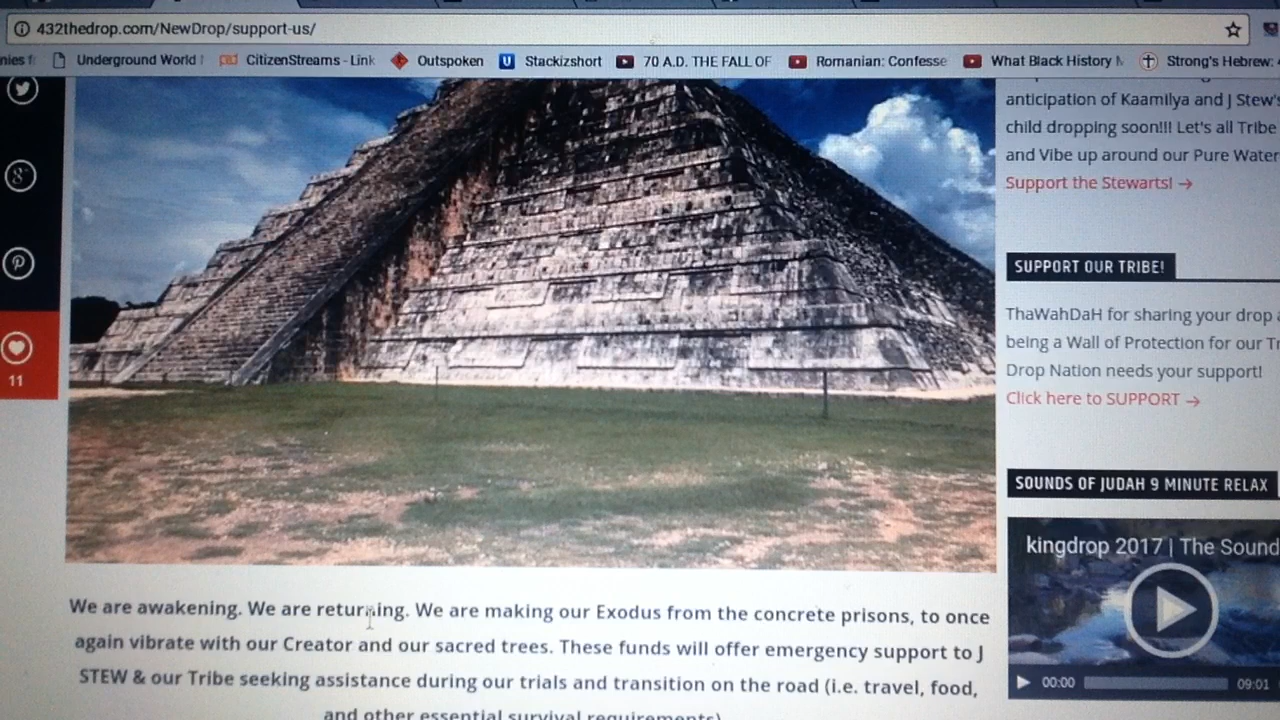 432thedrop.com/NewDrop/support-us/
Underground World
CitizenStreams - Link
Outspoken
Stackizshort
70 A.D. THE FALL OF
Romanian: Confesse
What Black History
Strong's Hebrew:
11
anticipation of Kaamilya and J Stew's
child dropping soon!!! Let's all Tribe
and Vibe up around our Pure Water
Support the Stewarts! →
SUPPORT OUR TRIBE!
ThaWahDaH for sharing your drop
being a Wall of Protection for our
Drop Nation needs your support!
Click here to SUPPORT →
SOUNDS OF JUDAH 9 MINUTE RELAX
kingdrop 2017 | The Sound
00:00
09:01
We are awakening. We are returning. We are making our Exodus from the concrete prisons, to once
again vibrate with our Creator and our sacred trees. These funds will offer emergency support to J
STEW & our Tribe seeking assistance during our trials and transition on the road (i.e. travel, food,
and other essential survival requirements)